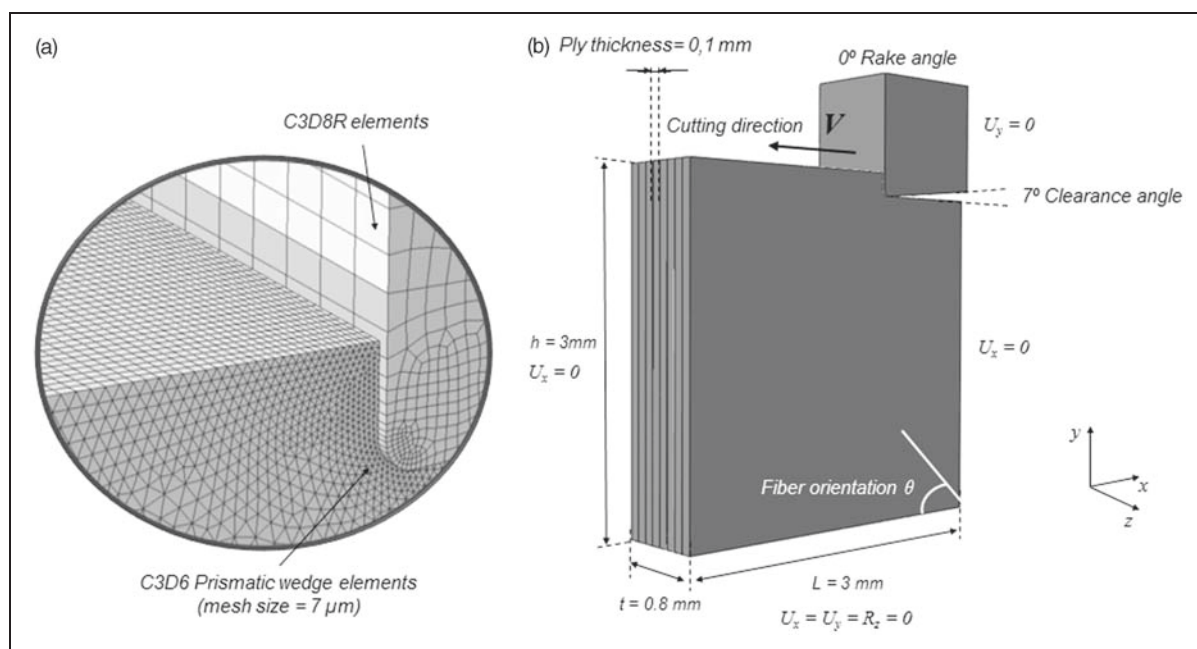 (a)
C3D8R elements
C3D6 Prismatic wedge elements
(mesh size = 7 µm)
(b)
Ply thickness= 0,1 mm
0º Rake angle
Cutting direction
V
U_y = 0
7º Clearance angle
h = 3mm
U_x = 0
U_x = 0
Fiber orientation θ
y
x
z
L = 3 mm
t = 0.8 mm
U_x = U_y = R_z = 0